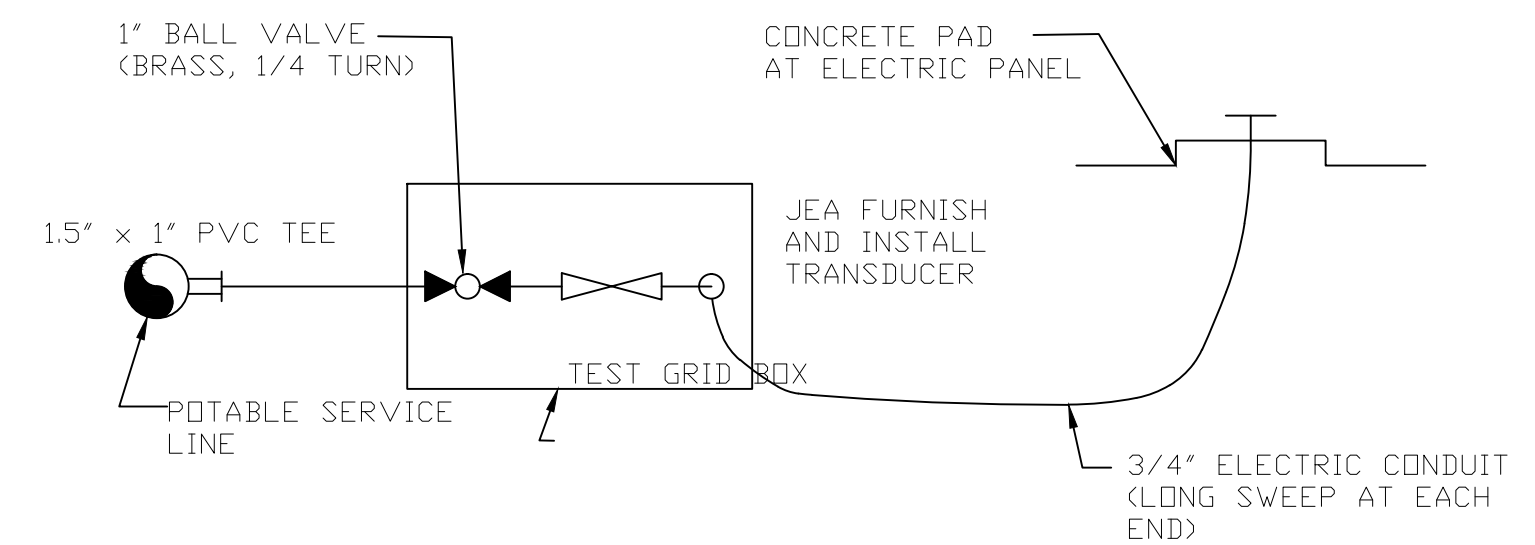 1" BALL VALVE
(BRASS, 1/4 TURN)
CONCRETE PAD
AT ELECTRIC PANEL
1.5" x 1" PVC TEE
JEA FURNISH
AND INSTALL
TRANSDUCER
TEST GRID BOX
POTABLE SERVICE
LINE
3/4" ELECTRIC CONDUIT
(LONG SWEEP AT EACH
END)